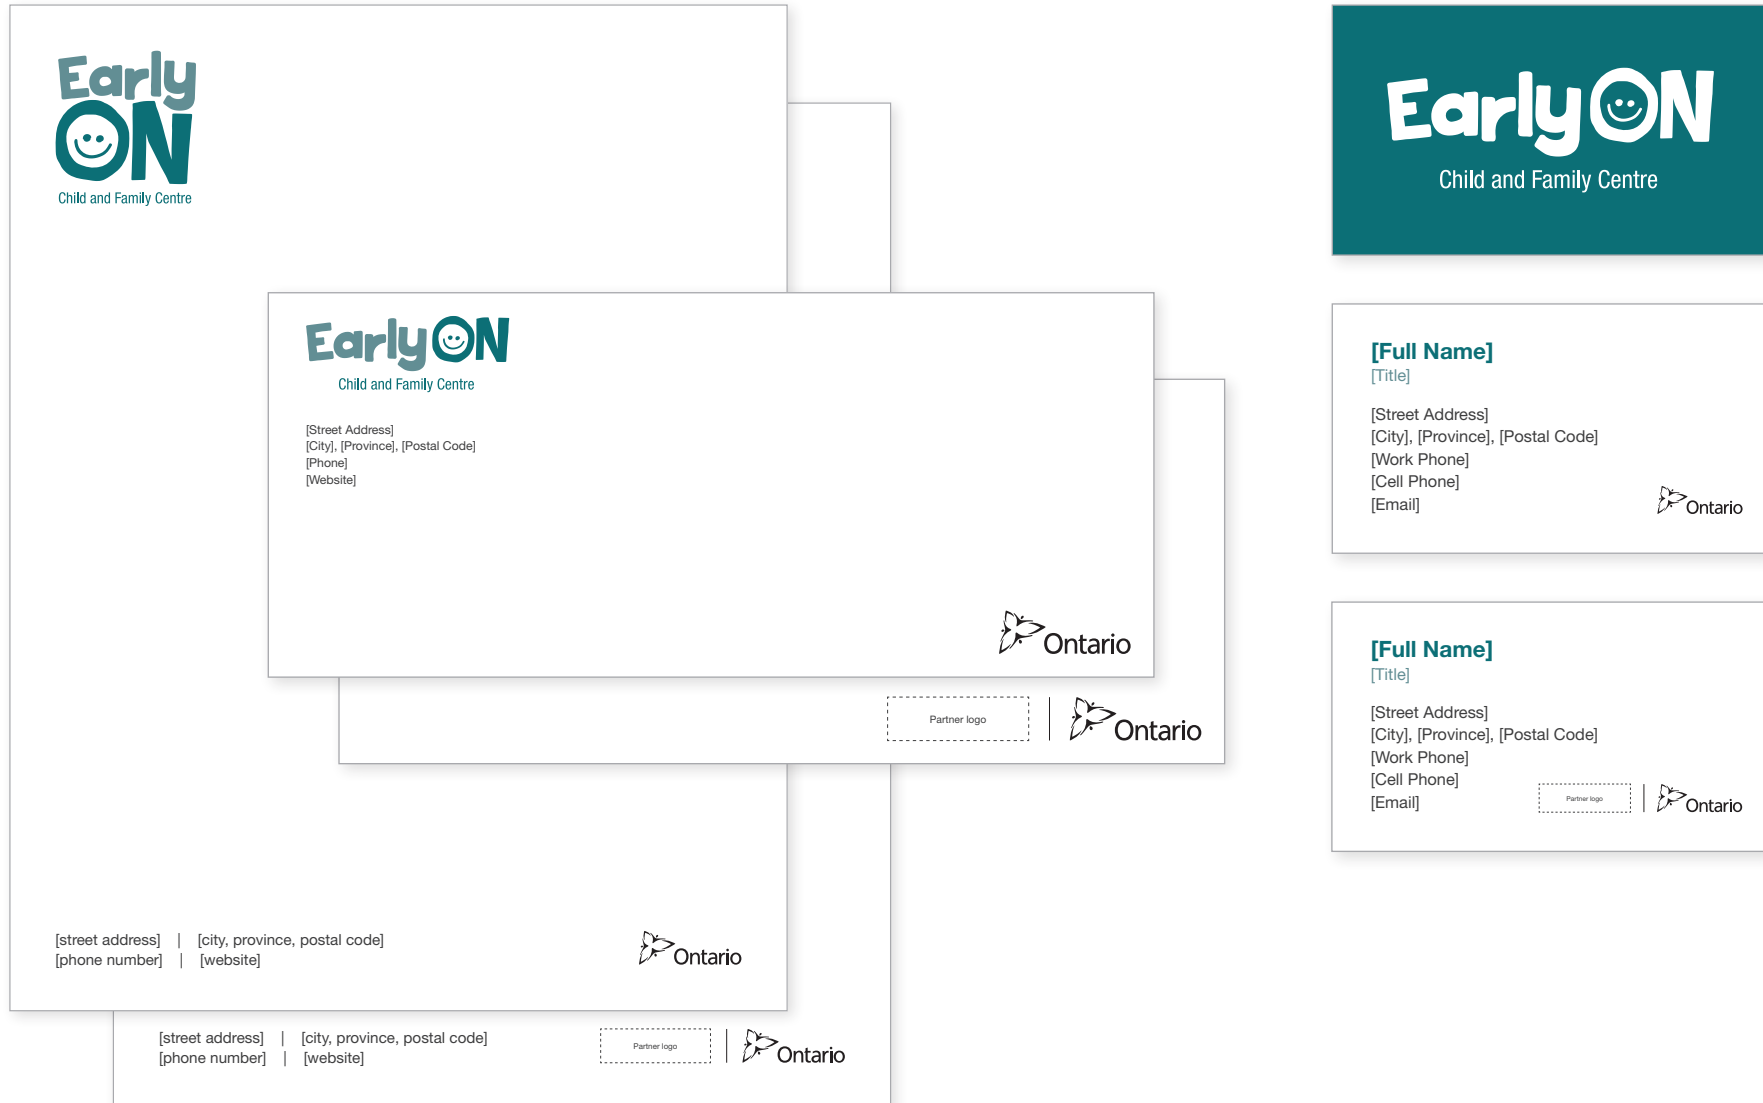 Early
ON
Child and Family Centre
EarlyON
Child and Family Centre
[Street Address]
[City], [Province], [Postal Code]
[Phone]
[Website]
Ontario
Partner logo | Ontario
[street address] | [city, province, postal code]
[phone number] | [website]
Ontario
[street address] | [city, province, postal code]
[phone number] | [website]
Partner logo | Ontario
EarlyON
Child and Family Centre
[Full Name]
[Title]
[Street Address]
[City], [Province], [Postal Code]
[Work Phone]
[Cell Phone]
[Email]
Ontario
[Full Name]
[Title]
[Street Address]
[City], [Province], [Postal Code]
[Work Phone]
[Cell Phone]
[Email]
Partner logo | Ontario